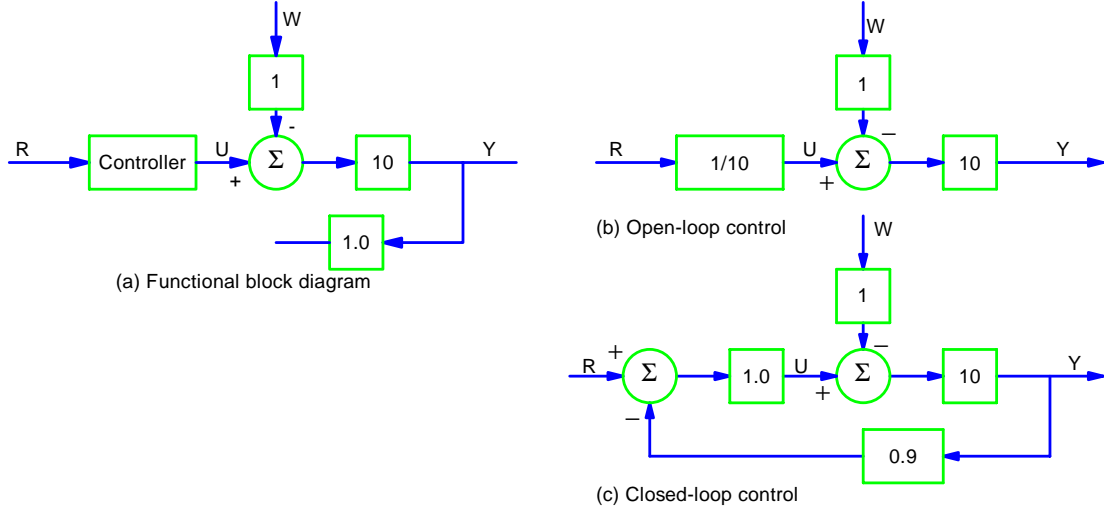 W
1
-
R
Controller
U
+
Σ
10
Y
1.0
(a) Functional block diagram
W
1
−
R
1/10
U
+
Σ
10
Y
(b) Open-loop control
W
1
−
+
R
Σ
−
1.0
U
+
Σ
10
Y
0.9
(c) Closed-loop control